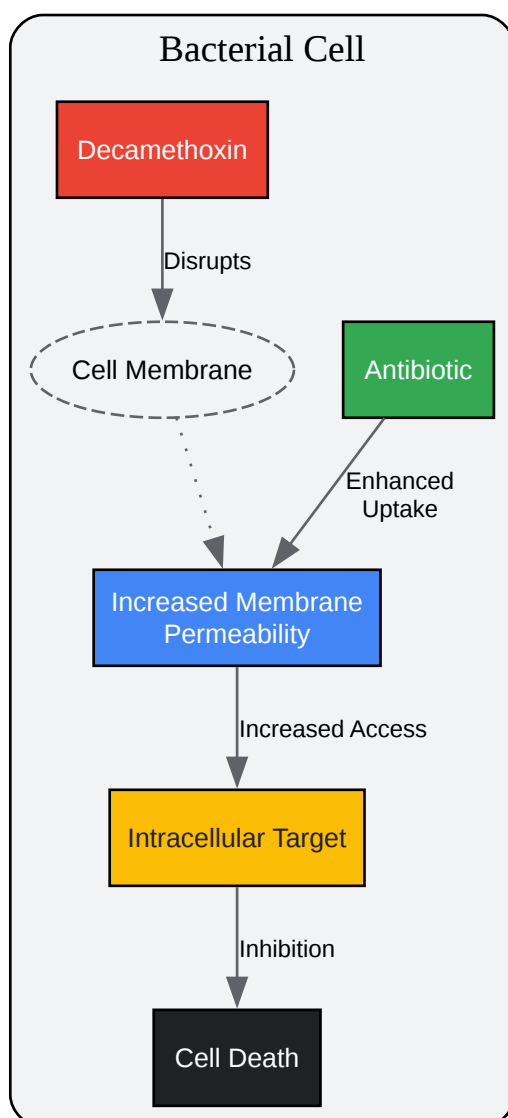 Bacterial Cell
Decamethoxin
Disrupts
Cell Membrane
Antibiotic
Enhanced
Uptake
Increased Membrane
Permeability
Increased Access
Intracellular Target
Inhibition
Cell Death